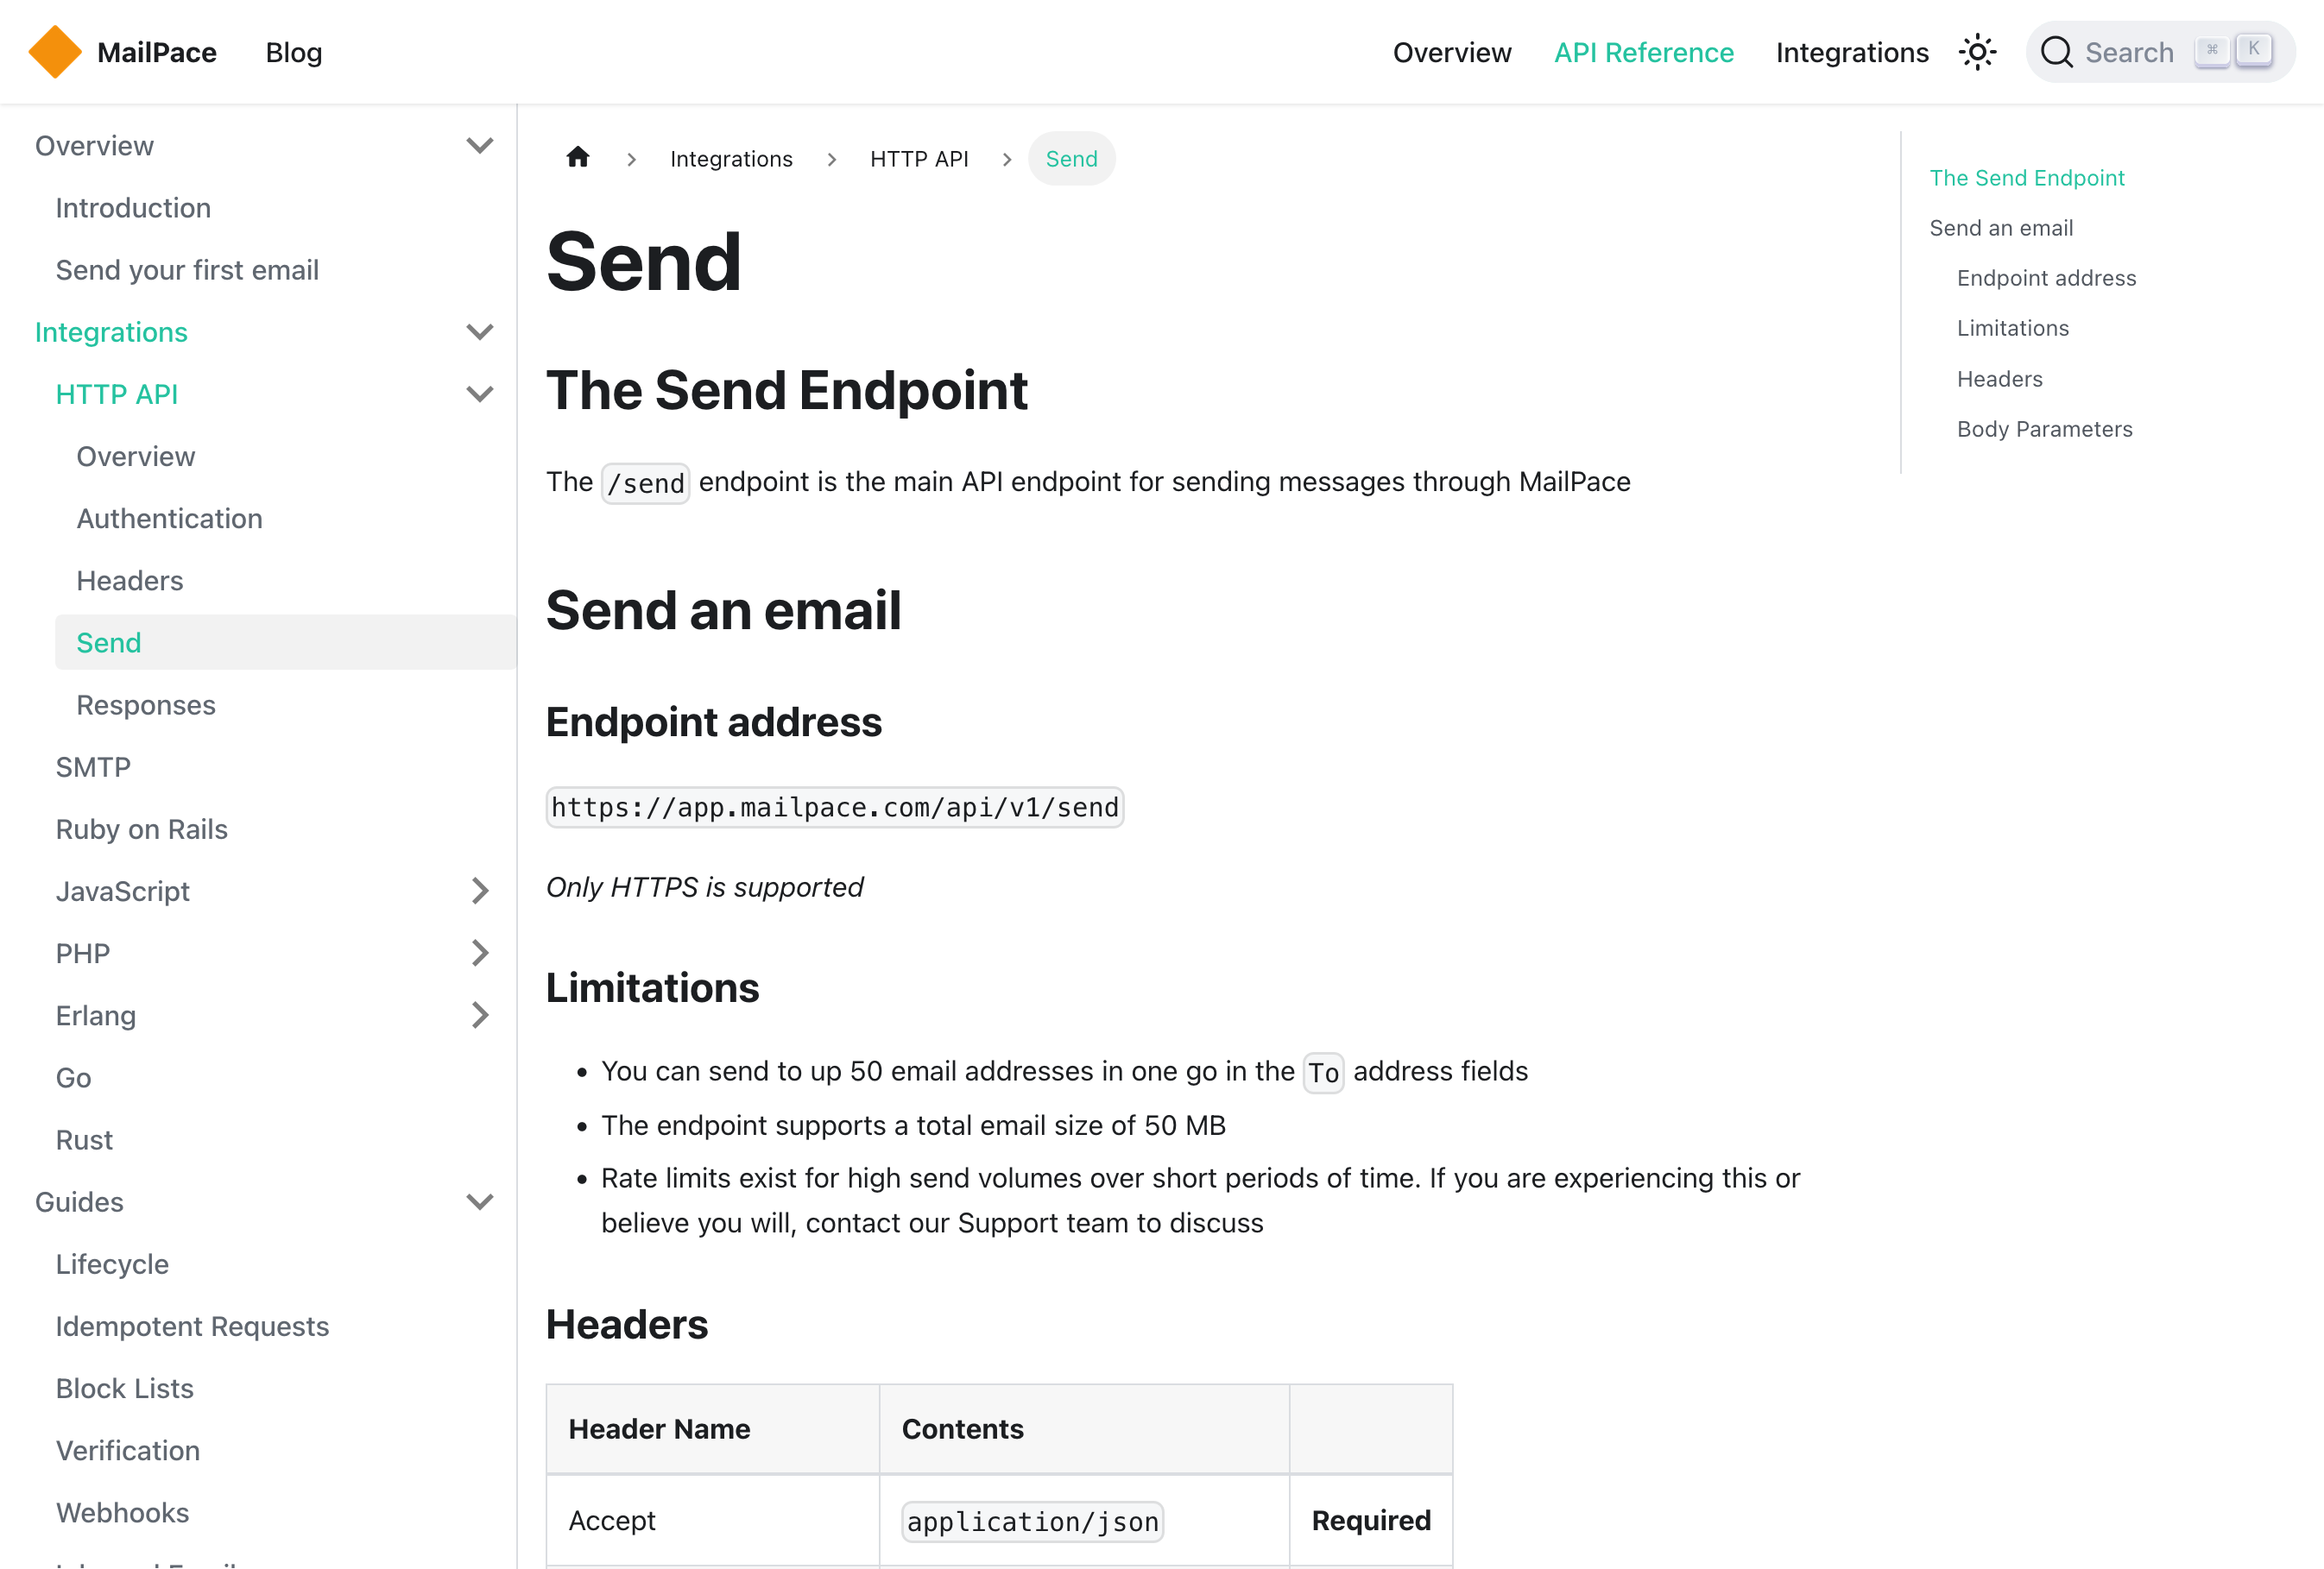 MailPace
Blog
Overview
API Reference
Integrations
Search
⌘
K
Overview
Introduction
Send your first email
Integrations
HTTP API
Overview
Authentication
Headers
Send
Responses
SMTP
Ruby on Rails
JavaScript
PHP
Erlang
Go
Rust
Guides
Lifecycle
Idempotent Requests
Block Lists
Verification
Webhooks
Integrations
HTTP API
Send
Send
The Send Endpoint
The /send endpoint is the main API endpoint for sending messages through MailPace
Send an email
Endpoint address
https://app.mailpace.com/api/v1/send
Only HTTPS is supported
Limitations
You can send to up 50 email addresses in one go in the To address fields
The endpoint supports a total email size of 50 MB
Rate limits exist for high send volumes over short periods of time. If you are experiencing this or
believe you will, contact our Support team to discuss
Headers
Header Name
Contents
Accept
application/json
Required
The Send Endpoint
Send an email
Endpoint address
Limitations
Headers
Body Parameters